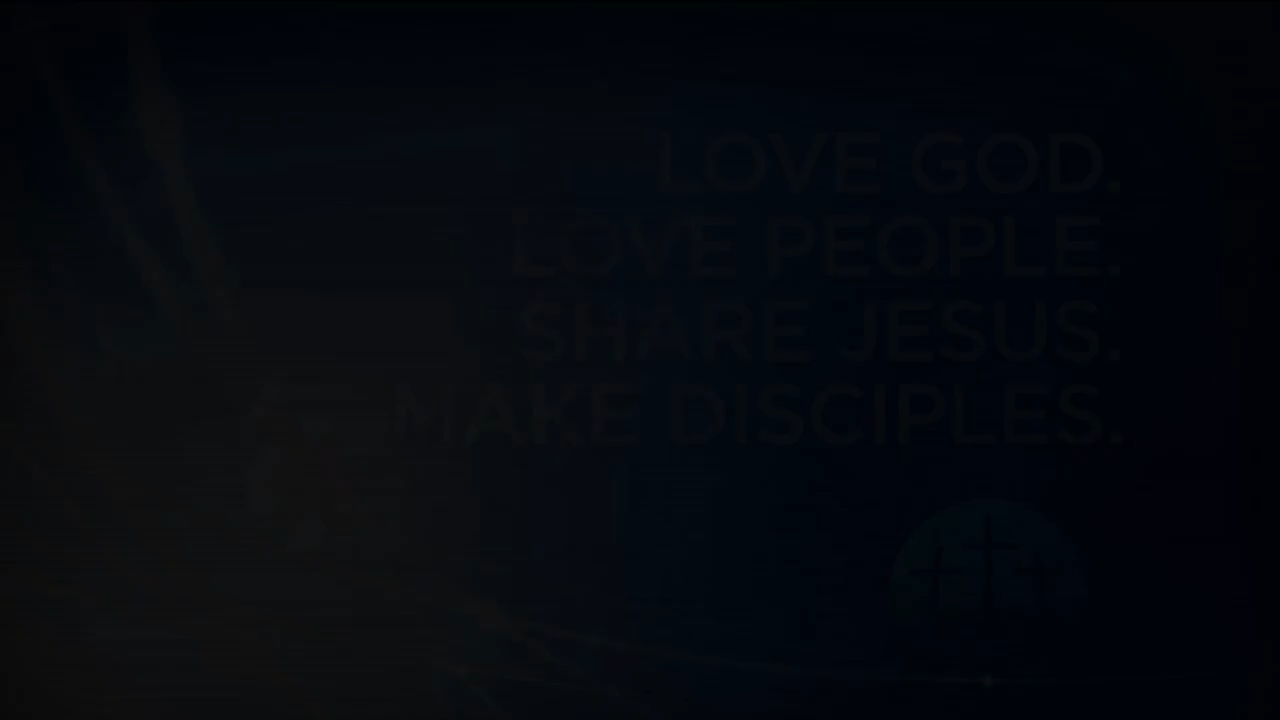 LOVE GOD.
LOVE PEOPLE.
SHARE JESUS.
MAKE DISCIPLES.